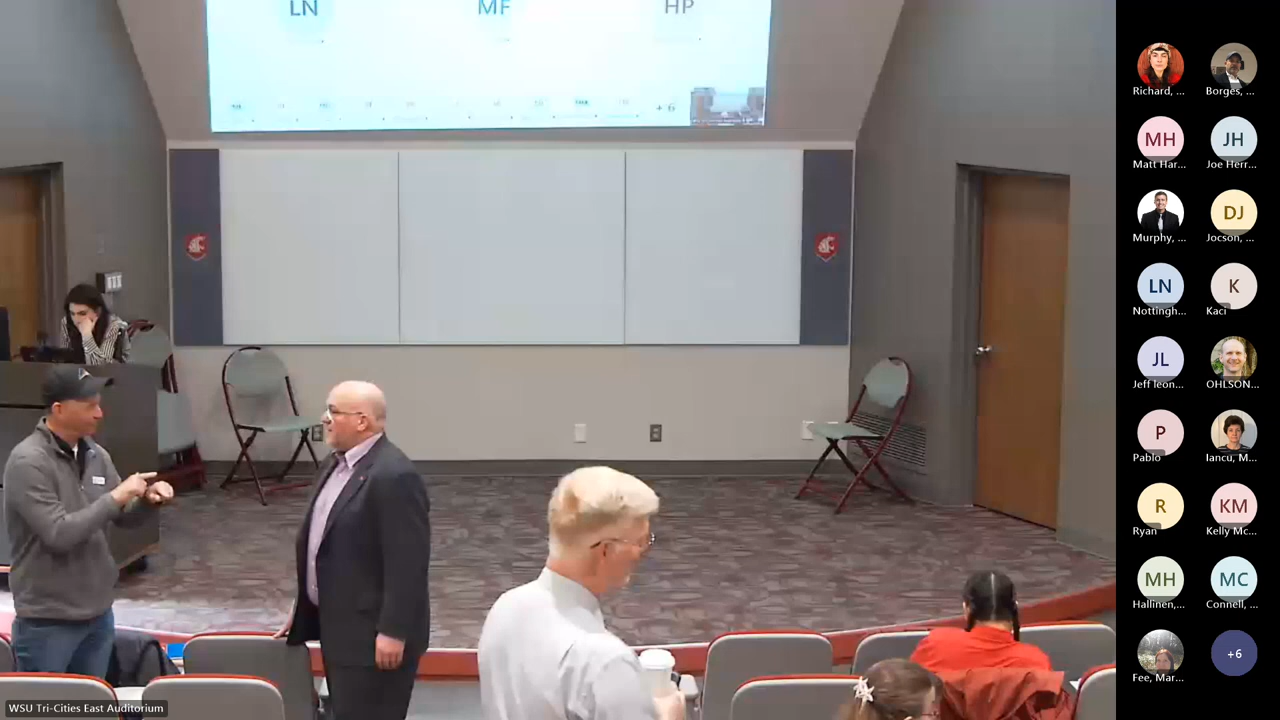 LN
MF
HP
+6
Richard, ...
Borges, ...
MH
JH
Matt Har...
Joe Herr...
Murphy, ...
DJ
Jocson, ...
LN
K
Nottingh...
Kaci
JL
Jeff leon...
OHLSON...
P
Pablo
Iancu, M...
R
KM
Ryan
Kelly Mc...
MH
MC
Hallinen,...
Connell, ...
Fee, Mar...
+6
WSU Tri-Cities East Auditorium